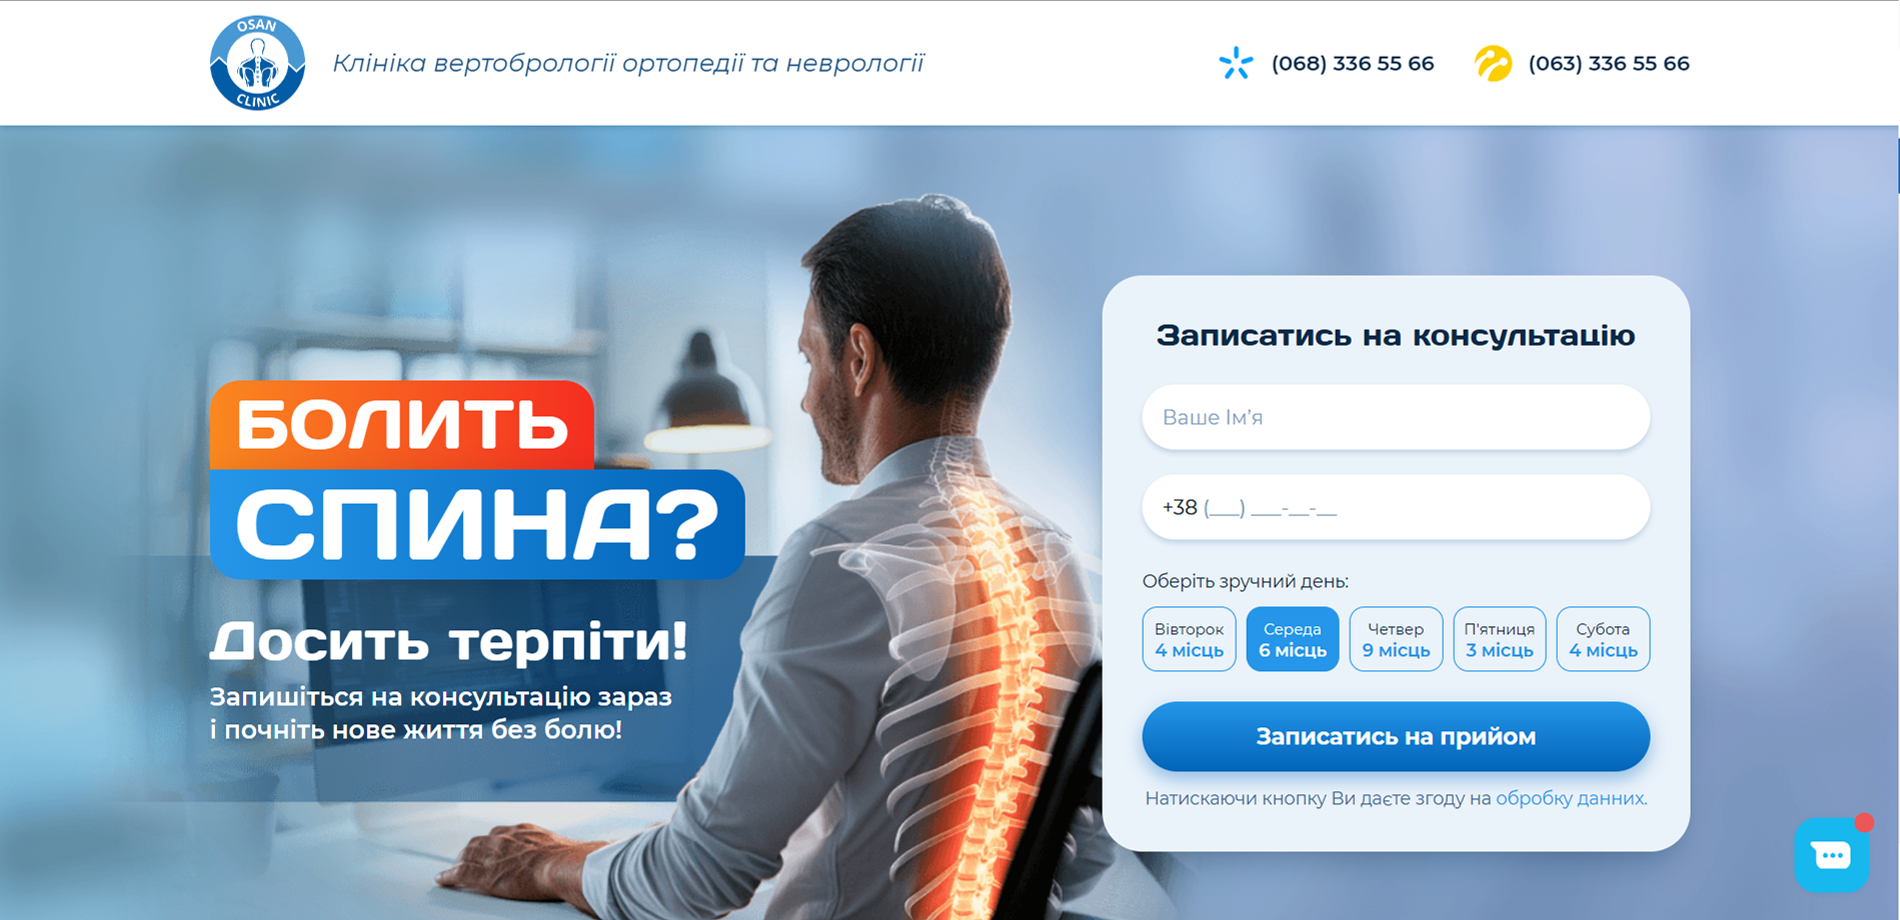 OSAN
CLINIC
Клініка вертобрології ортопедії та неврології
(068) 336 55 66
(063) 336 55 66
БОЛИТЬ
СПИНА?
Досить терпіти!
Запишіться на консультацію зараз
і почніть нове життя без болю!
Записатись на консультацію
Ваше Ім’я
+38 (___) ___-__-__
Оберіть зручний день:
Вівторок
4 місць
Середа
6 місць
Четвер
9 місць
П'ятниця
3 місць
Субота
4 місць
Записатись на прийом
Натискаючи кнопку Ви даєте згоду на обробку данних.